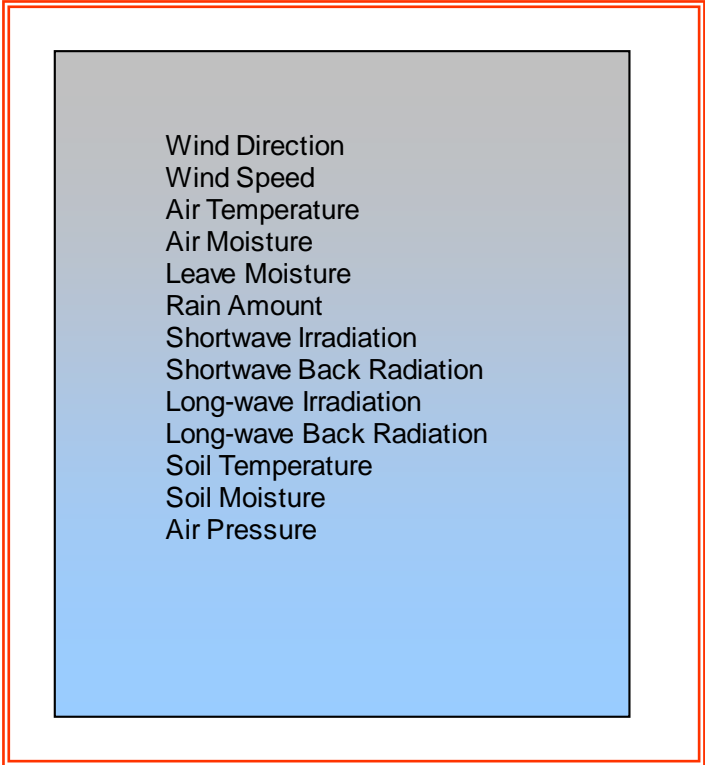 Wind Direction
Wind Speed
Air Temperature
Air Moisture
Leave Moisture
Rain Amount
Shortwave Irradiation
Shortwave Back Radiation
Long-wave Irradiation
Long-wave Back Radiation
Soil Temperature
Soil Moisture
Air Pressure